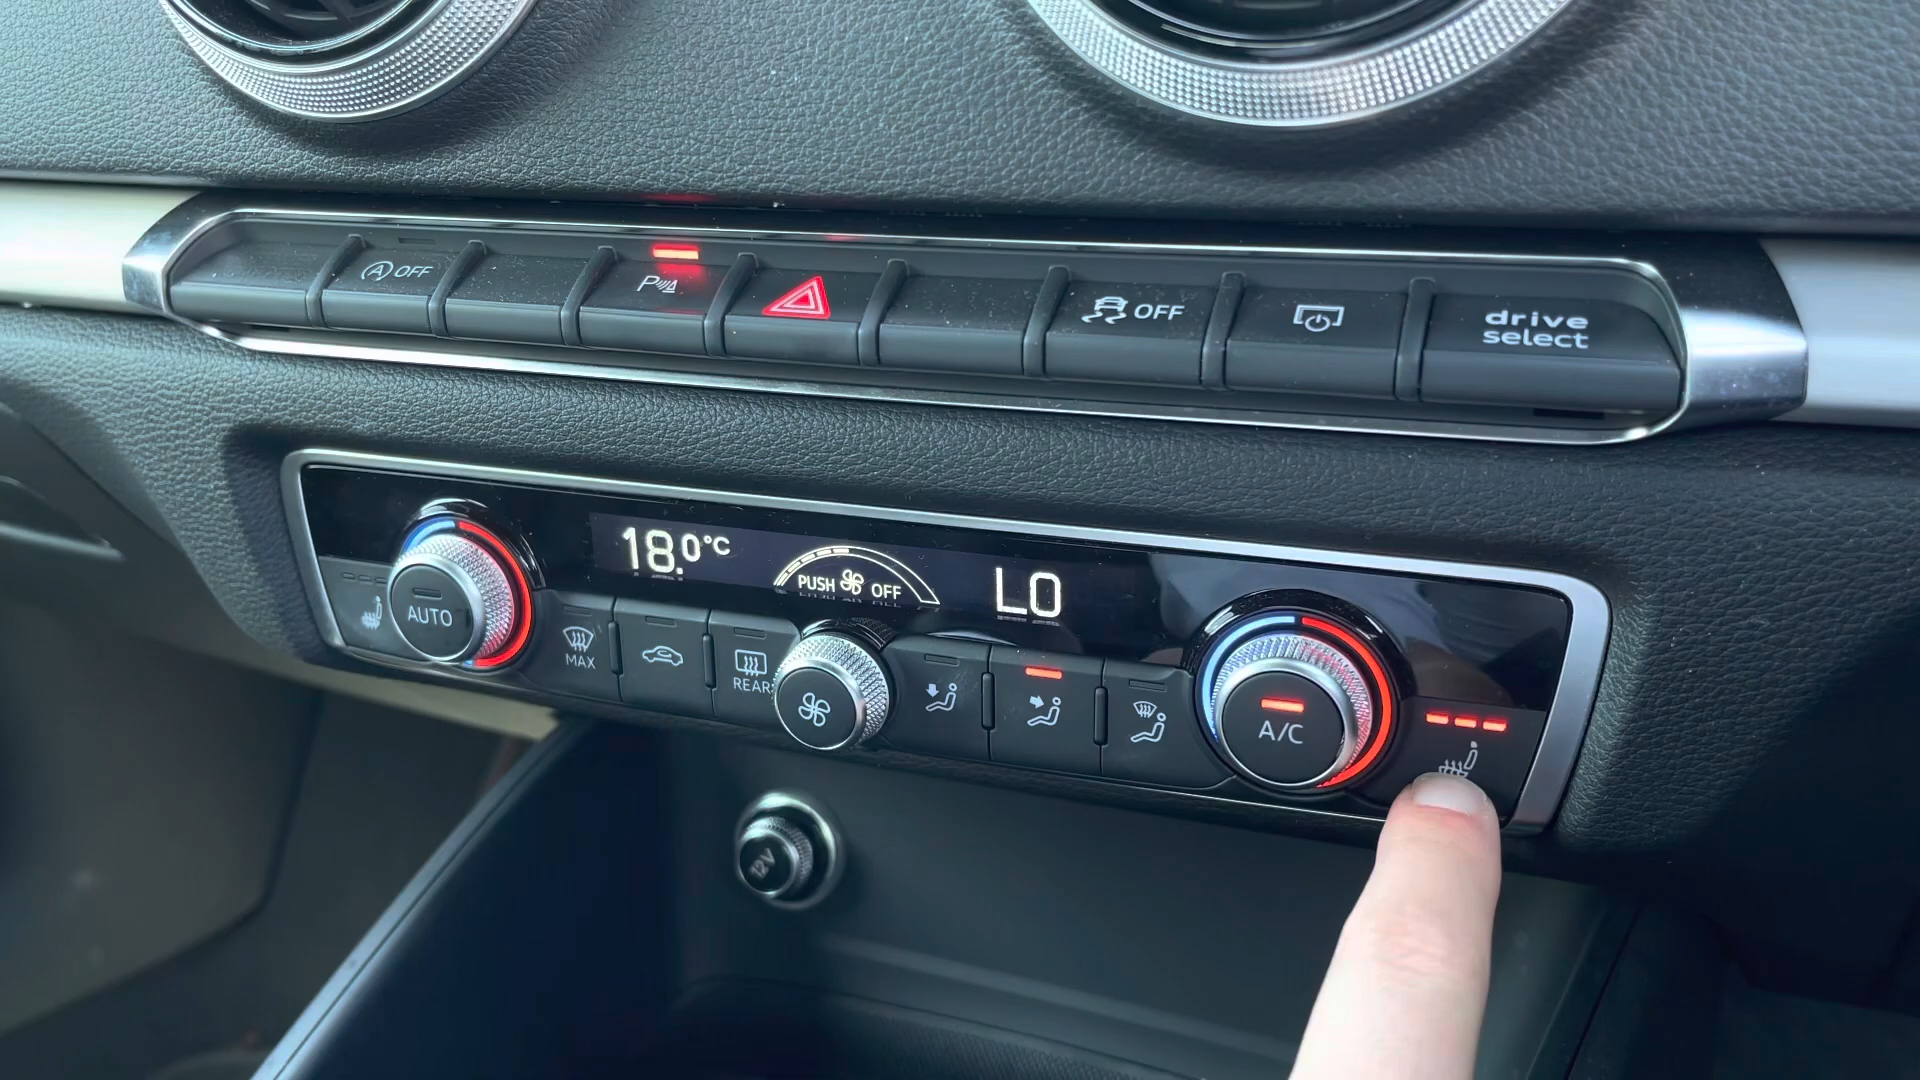 A OFF
P
OFF
drive
select
18.0°C
PUSH OFF
LO
AUTO
MAX
REAR
A/C
12V